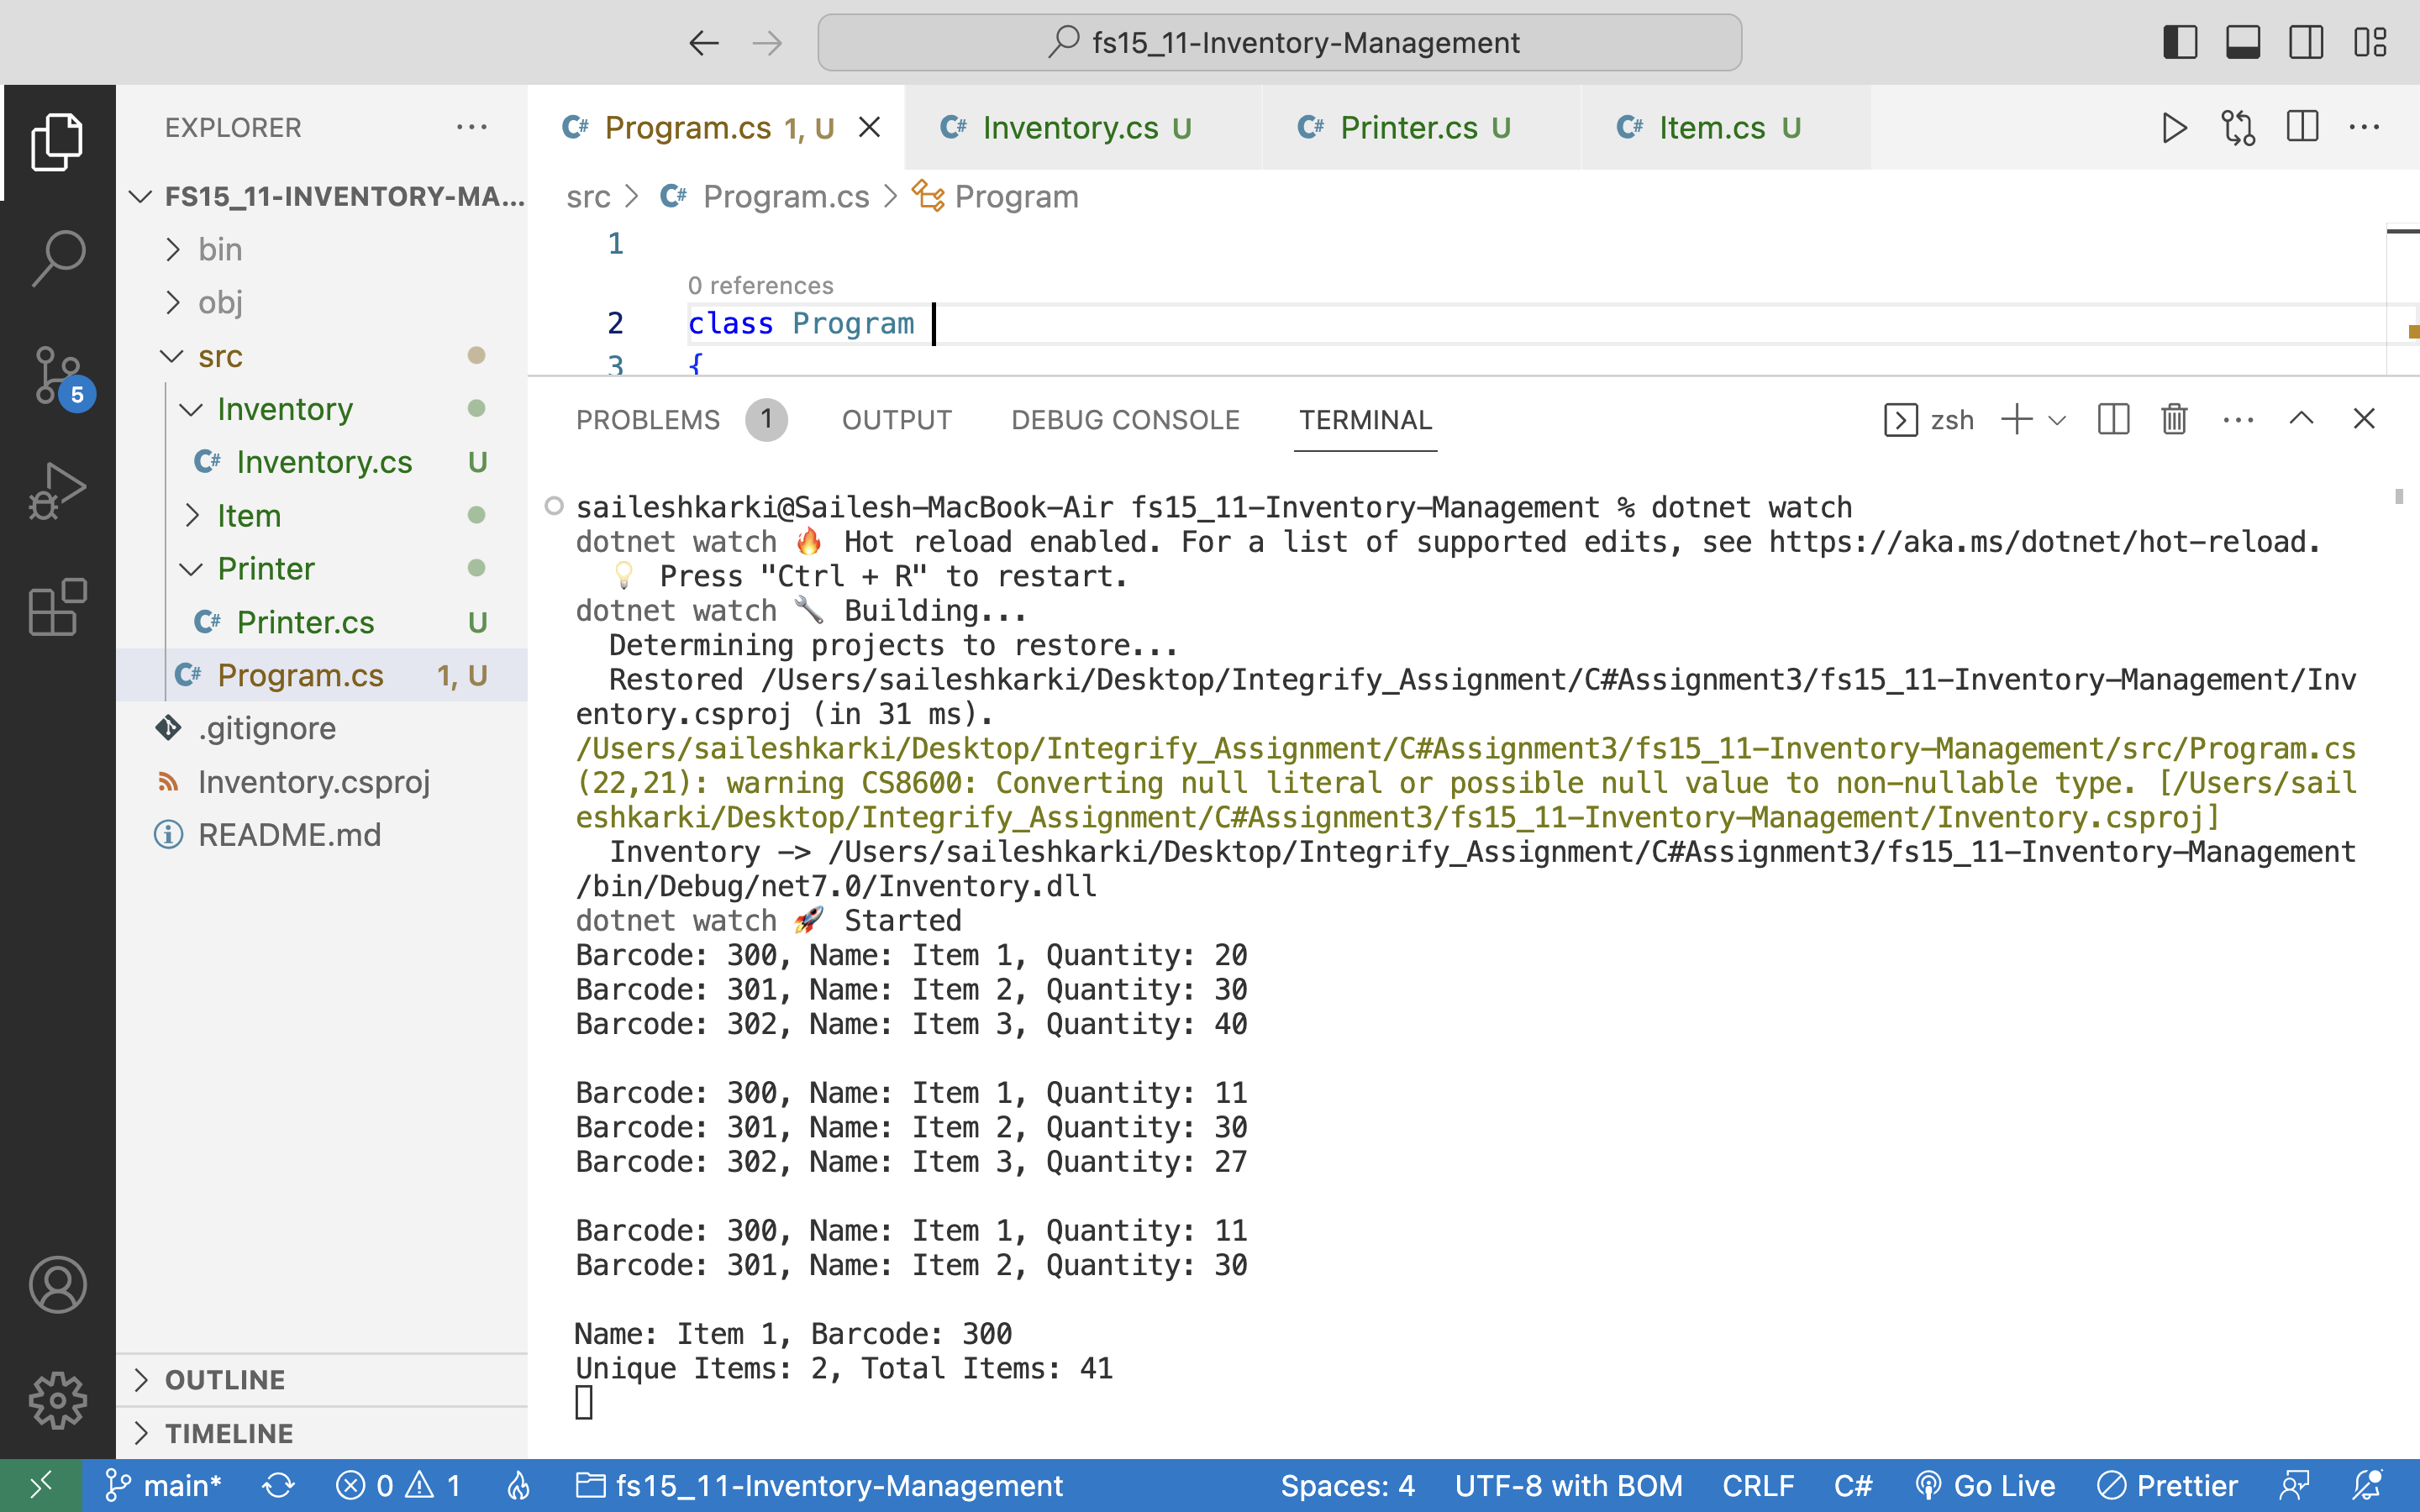 fs15_11-Inventory-Management
EXPLORER
FS15_11-INVENTORY-MA...
bin
obj
src
Inventory
C# Inventory.cs U
Item
Printer
C# Printer.cs U
C# Program.cs 1, U
.gitignore
Inventory.csproj
README.md
OUTLINE
TIMELINE
5
C# Program.cs 1, U
C# Inventory.cs U
C# Printer.cs U
C# Item.cs U
src > C# Program.cs > Program
1
0 references
2 class Program
3 {
PROBLEMS 1 OUTPUT DEBUG CONSOLE TERMINAL
zsh
saileshkarki@Sailesh-MacBook-Air fs15_11-Inventory-Management % dotnet watch
dotnet watch 🔥 Hot reload enabled. For a list of supported edits, see https://aka.ms/dotnet/hot-reload.
💡 Press "Ctrl + R" to restart.
dotnet watch 🔧 Building...
Determining projects to restore...
Restored /Users/saileshkarki/Desktop/Integrify_Assignment/C#Assignment3/fs15_11-Inventory-Management/Inv
entory.csproj (in 31 ms).
/Users/saileshkarki/Desktop/Integrify_Assignment/C#Assignment3/fs15_11-Inventory-Management/src/Program.cs
(22,21): warning CS8600: Converting null literal or possible null value to non-nullable type. [/Users/sail
eshkarki/Desktop/Integrify_Assignment/C#Assignment3/fs15_11-Inventory-Management/Inventory.csproj]
Inventory -> /Users/saileshkarki/Desktop/Integrify_Assignment/C#Assignment3/fs15_11-Inventory-Management
/bin/Debug/net7.0/Inventory.dll
dotnet watch 🚀 Started
Barcode: 300, Name: Item 1, Quantity: 20
Barcode: 301, Name: Item 2, Quantity: 30
Barcode: 302, Name: Item 3, Quantity: 40
Barcode: 300, Name: Item 1, Quantity: 11
Barcode: 301, Name: Item 2, Quantity: 30
Barcode: 302, Name: Item 3, Quantity: 27
Barcode: 300, Name: Item 1, Quantity: 11
Barcode: 301, Name: Item 2, Quantity: 30
Name: Item 1, Barcode: 300
Unique Items: 2, Total Items: 41
main* 0 1 fs15_11-Inventory-Management Spaces: 4 UTF-8 with BOM CRLF C# Go Live Prettier